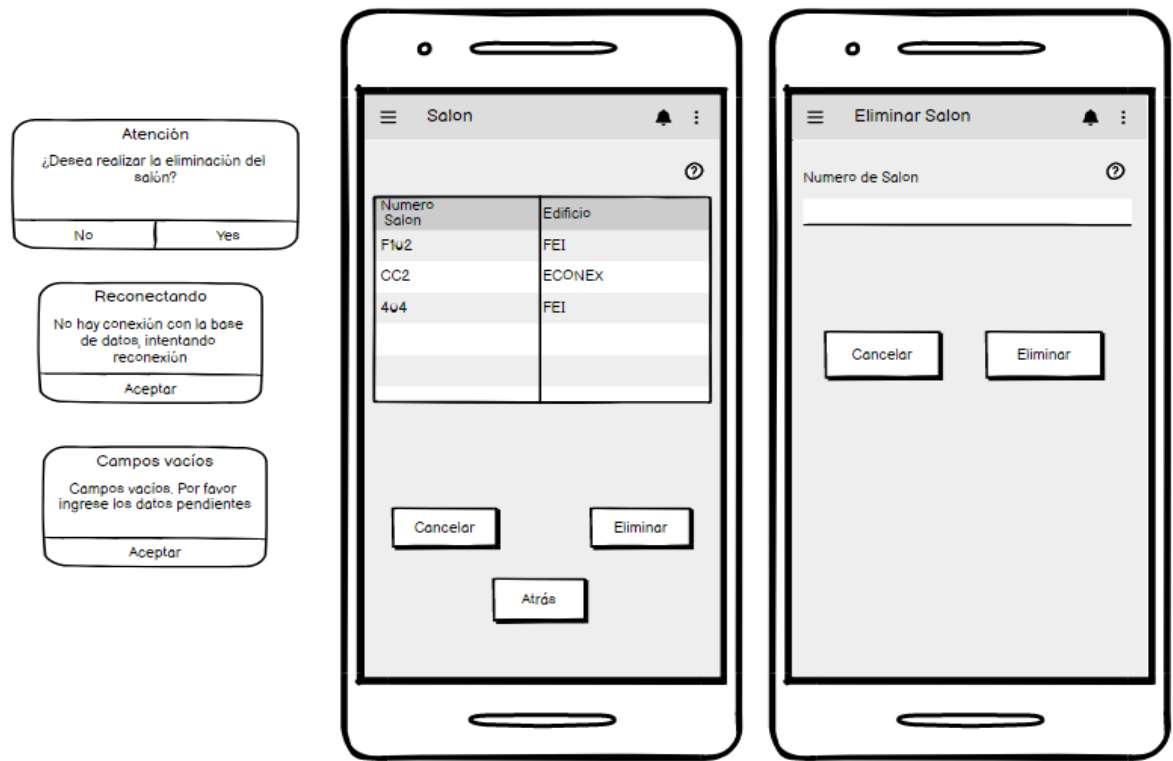 Atención
¿Desea realizar la eliminación del
salón?
No
Yes
Reconectando
No hay conexión con la base
de datos, intentando
reconexión
Aceptar
Campos vacíos
Campos vacíos. Por favor
ingrese los datos pendientes
Aceptar
Salon
?
Numero
Salon
Edificio
F102
FEI
CC2
ECONEX
404
FEI
Cancelar
Eliminar
Atrás
Eliminar Salon
?
Numero de Salon
Cancelar
Eliminar